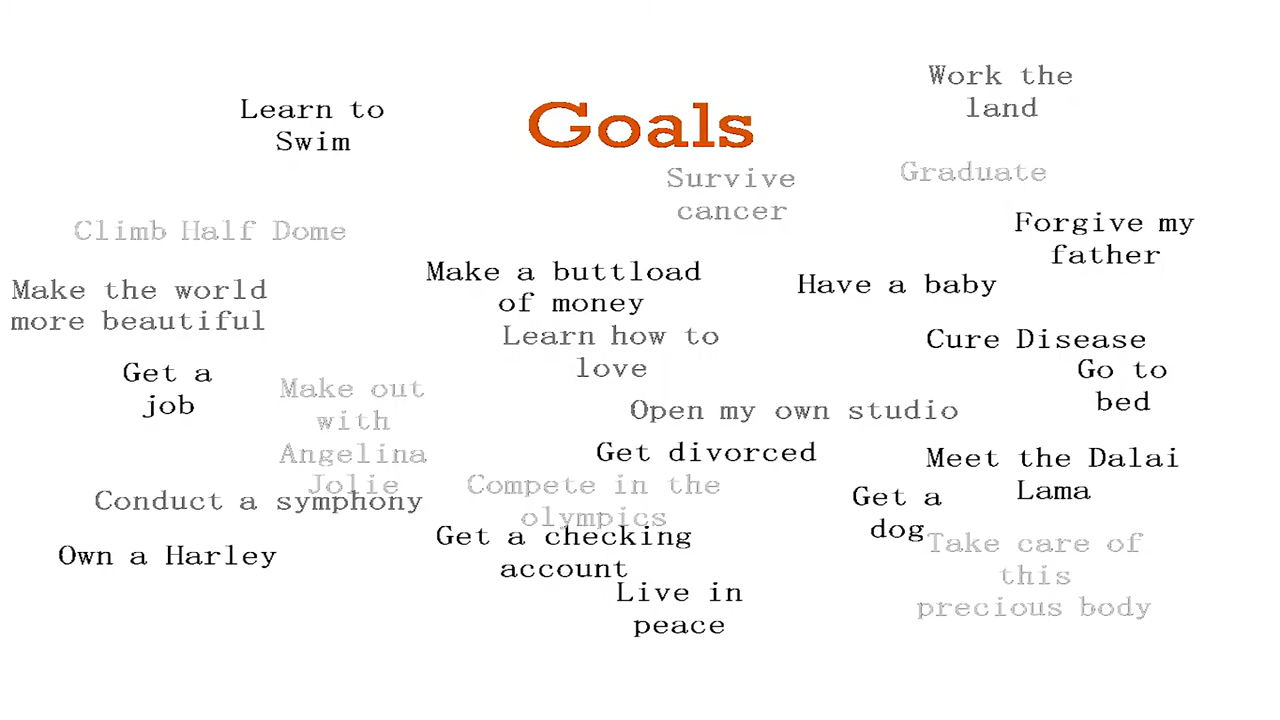 Work the
land
Learn to
Swim
Goals
Survive
cancer
Graduate
Climb Half Dome
Forgive my
father
Make the world
more beautiful
Make a buttload
of money
Have a baby
Learn how to
love
Cure Disease
Get a
job
Go to
bed
Make out
with
Angelina
Jolie
Open my own studio
Get divorced
Meet the Dalai
Lama
Conduct a symphony
Compete in the
olympics
Get a
dog
Own a Harley
Get a checking
account
Take care of
this
precious body
Live in
peace